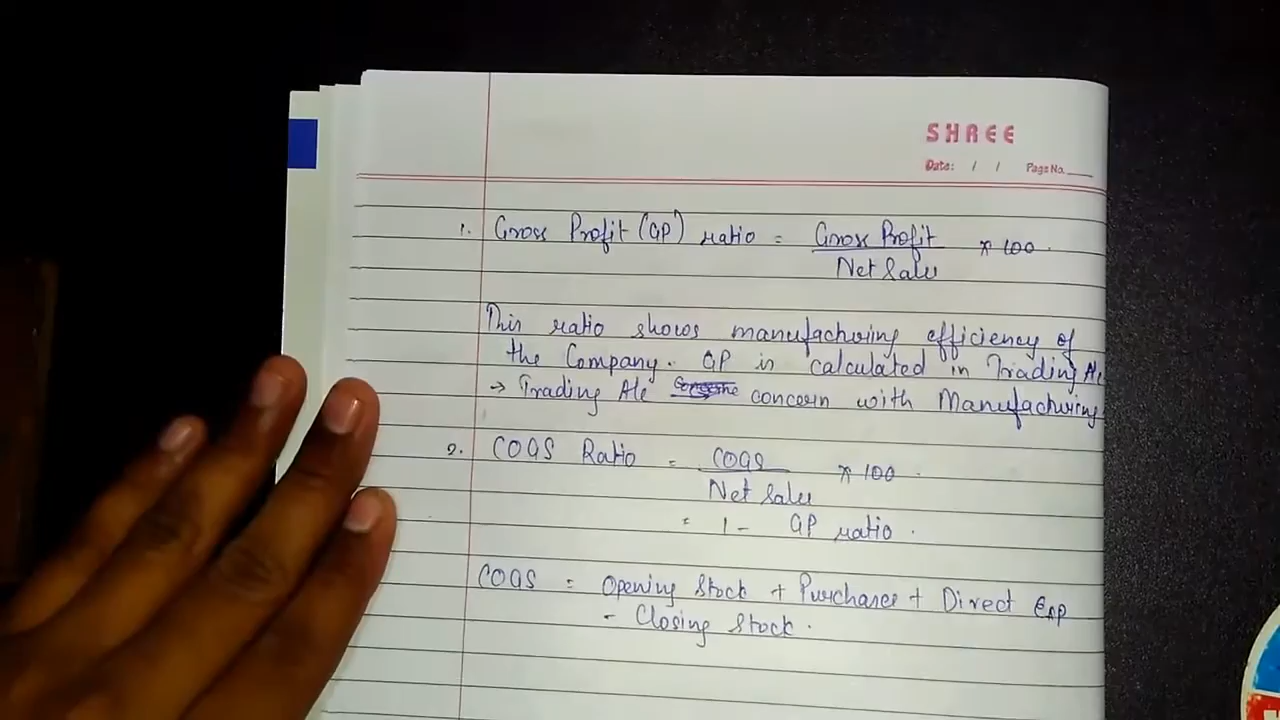 SHREE
Date: / / Page No.
1. Gross Profit (GP) ratio = Gross Profit × 100.
Net Sales
This ratio shows manufacturing efficiency of
the Company. GP is calculated in Trading A/c
→ Trading A/c concern with Manufacturing
2. COGS Ratio = COGS × 100.
Net Sales
= 1 - GP ratio.
COGS = Opening Stock + Purchases + Direct Exp
- Closing Stock.